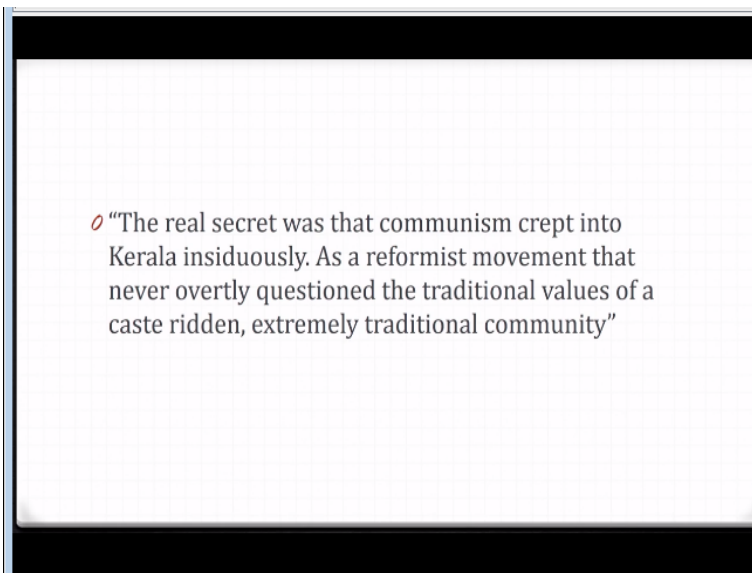 “The real secret was that communism crept into
Kerala insiduously. As a reformist movement that
never overtly questioned the traditional values of a
caste ridden, extremely traditional community”